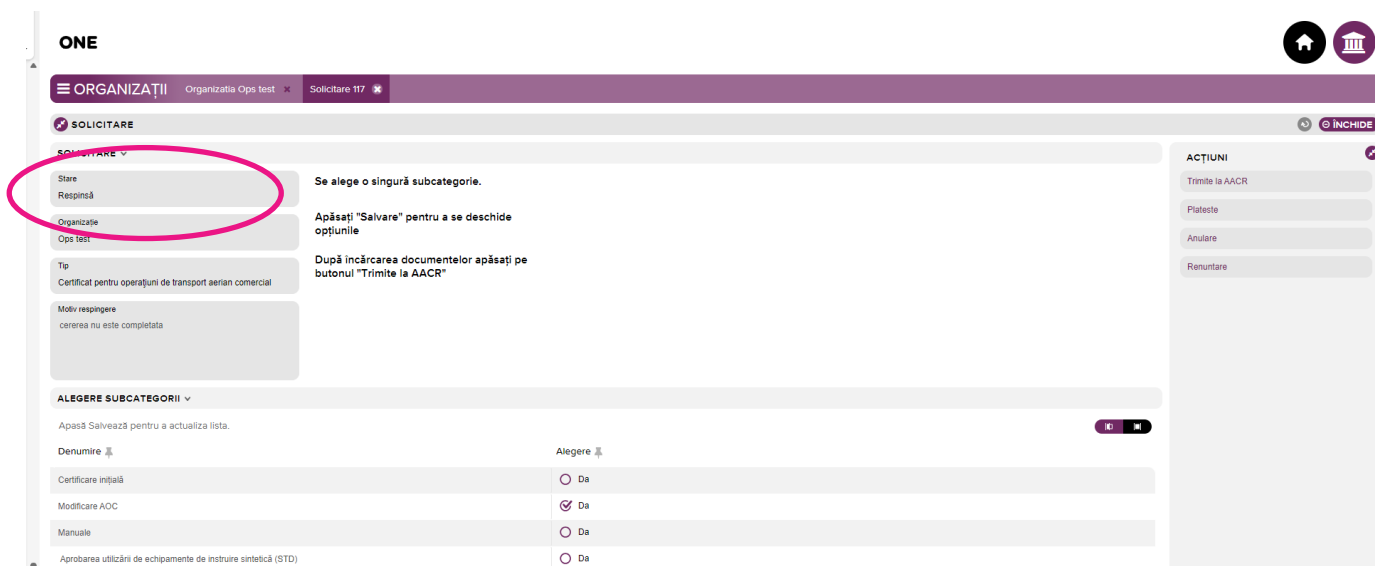 ONE
ORGANIZAȚII Organizatia Ops test Solicitare 117
SOLICITARE ÎNCHIDE
SOLICITARE
ACȚIUNI
Stare
Respinsă
Se alege o singură subcategorie.
Trimite la AACR
Organizație
Ops test
Apăsați "Salvare" pentru a se deschide
opțiunile
Plateste
Anulare
Tip
Certificat pentru operațiuni de transport aerian comercial
După încărcarea documentelor apăsați pe
butonul "Trimite la AACR"
Renuntare
Motiv respingere
cererea nu este completata
ALEGERE SUBCATEGORII
Apasă Salvează pentru a actualiza lista.
Denumire Alegere
Certificare inițială Da
Modificare AOC Da
Manuale Da
Aprobarea utilizării de echipamente de instruire sintetică (STD) Da